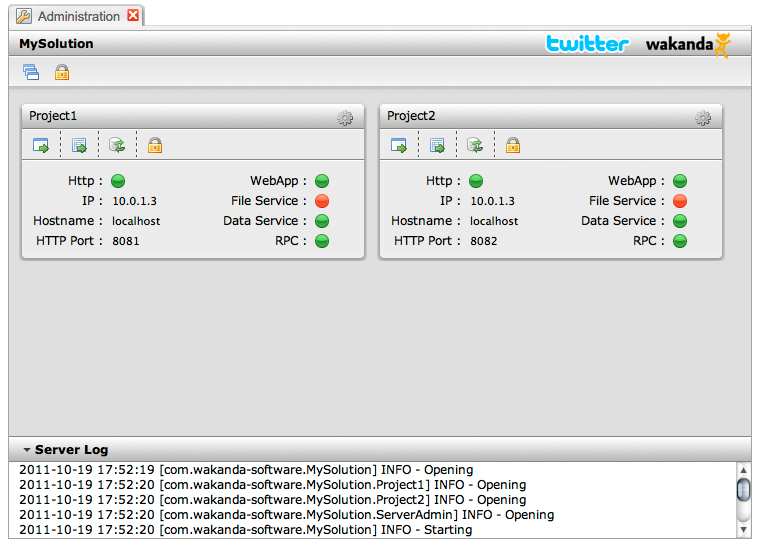 Administration
MySolution
twitter
wakanda
Project1
Http :
WebApp :
IP : 10.0.1.3
File Service :
Hostname : localhost
Data Service :
HTTP Port : 8081
RPC :
Project2
Http :
WebApp :
IP : 10.0.1.3
File Service :
Hostname : localhost
Data Service :
HTTP Port : 8082
RPC :
Server Log
2011-10-19 17:52:19 [com.wakanda-software.MySolution] INFO - Opening
2011-10-19 17:52:20 [com.wakanda-software.MySolution.Project1] INFO - Opening
2011-10-19 17:52:20 [com.wakanda-software.MySolution.Project2] INFO - Opening
2011-10-19 17:52:20 [com.wakanda-software.MySolution.ServerAdmin] INFO - Opening
2011-10-19 17:52:20 [com.wakanda-software.MySolution] INFO - Starting